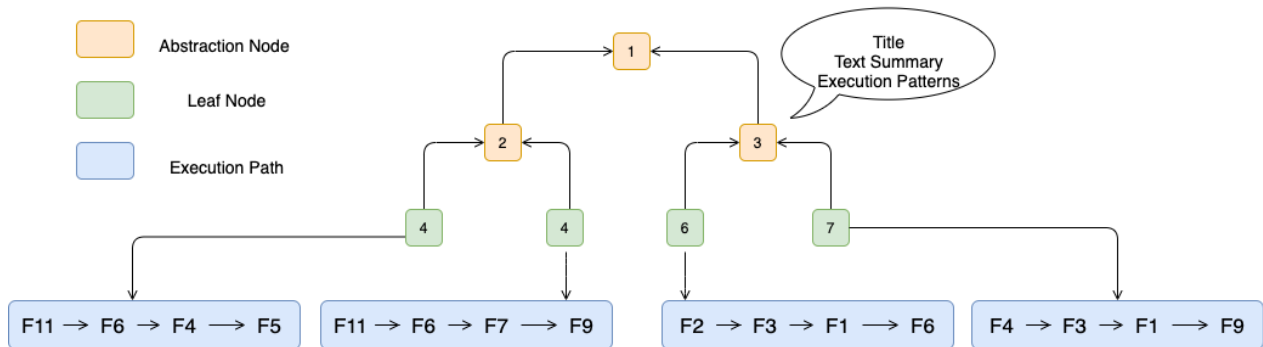 Abstraction Node
Leaf Node
Execution Path
1
Title
Text Summary
Execution Patterns
2
3
4
4
6
7
F11 → F6 → F4 → F5
F11 → F6 → F7 → F9
F2 → F3 → F1 → F6
F4 → F3 → F1 → F9